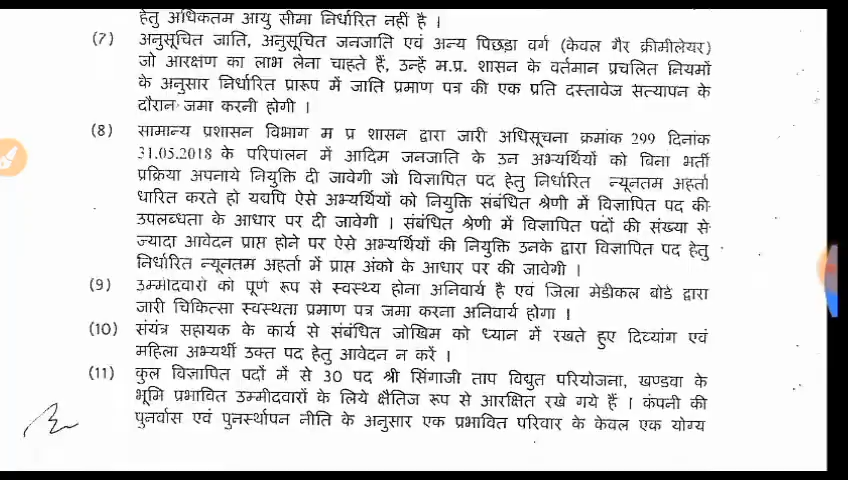 हेतु अधिकतम आयु सीमा निर्धारित नहीं है ।
(7) अनुसूचित जाति, अनुसूचित जनजाति एवं अन्य पिछड़ा वर्ग (केवल गैर क्रीमीलेयर)
जो आरक्षण का लाभ लेना चाहते हैं, उन्हें म.प्र. शासन के वर्तमान प्रचलित नियमों
के अनुसार निर्धारित प्रारूप में जाति प्रमाण पत्र की एक प्रति दस्तावेज सत्यापन के
दौरान जमा करनी होगी ।
(8) सामान्य प्रशासन विभाग म प्र शासन द्वारा जारी अधिसूचना क्रमांक 299 दिनांक
31.05.2018 के परिपालन में आदिम जनजाति के उन अभ्यर्थियों को बिना भर्ती
प्रक्रिया अपनाये नियुक्ति दी जावेगी जो विज्ञापित पद हेतु निर्धारित न्यूनतम अहर्ता
धारित करते हो यद्यपि ऐसे अभ्यर्थियों को नियुक्ति संबंधित श्रेणी में विज्ञापित पद की
उपलब्धता के आधार पर दी जावेगी । संबंधित श्रेणी में विज्ञापित पदों की संख्या से
ज्यादा आवेदन प्राप्त होने पर ऐसे अभ्यर्थियों की नियुक्ति उनके द्वारा विज्ञापित पद हेतु
निर्धारित न्यूनतम अहर्ता में प्राप्त अंको के आधार पर की जावेगी ।
(9) उम्मीदवारों को पूर्ण रूप से स्वस्थ्य होना अनिवार्य है एवं जिला मेडीकल बोर्ड द्वारा
जारी चिकित्सा स्वस्थता प्रमाण पत्र जमा करना अनिवार्य होगा ।
(10) संयंत्र सहायक के कार्य से संबंधित जोखिम को ध्यान में रखते हुए दिव्यांग एवं
महिला अभ्यर्थी उक्त पद हेतु आवेदन न करें ।
(11) कुल विज्ञापित पदों में से 30 पद श्री सिंगाजी ताप विद्युत परियोजना, खण्डवा के
भूमि प्रभावित उम्मीदवारों के लिये क्षैतिज रूप से आरक्षित रखे गये हैं । कंपनी की
पुनर्वास एवं पुनर्स्थापन नीति के अनुसार एक प्रभावित परिवार के केवल एक योग्य